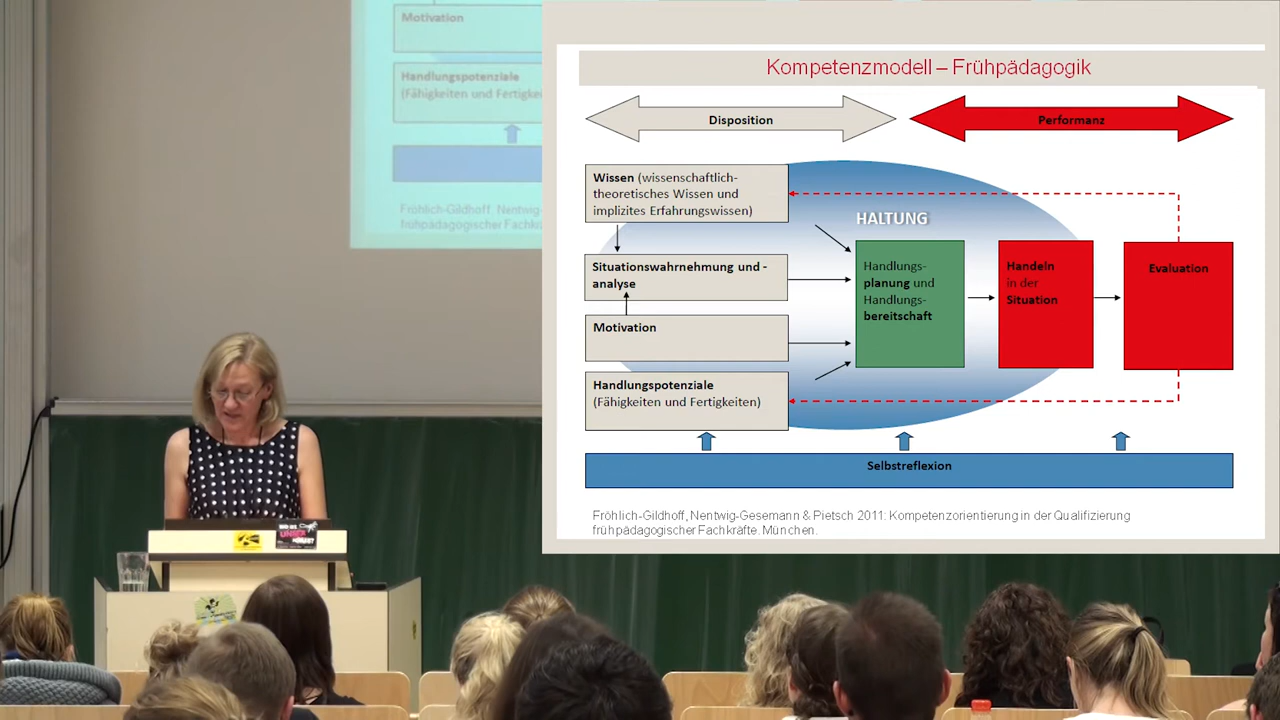 Motivation
Handlungspotenziale
(Fähigkeiten und Fertigke
Fröhlich-Gildhoff, Nentwig-
frühpädagogischer Fachkr
Kompetenzmodell – Frühpädagogik
Disposition
Performanz
Wissen (wissenschaftlich-
theoretisches Wissen und
implizites Erfahrungswissen)
HALTUNG
Situationswahrnehmung und -
analyse
Motivation
Handlungspotenziale
(Fähigkeiten und Fertigkeiten)
Handlungs-
planung und
Handlungs-
bereitschaft
Handeln
in der
Situation
Evaluation
Selbstreflexion
Fröhlich-Gildhoff, Nentwig-Gesemann & Pietsch 2011: Kompetenzorientierung in der Qualifizierung
frühpädagogischer Fachkräfte. München.